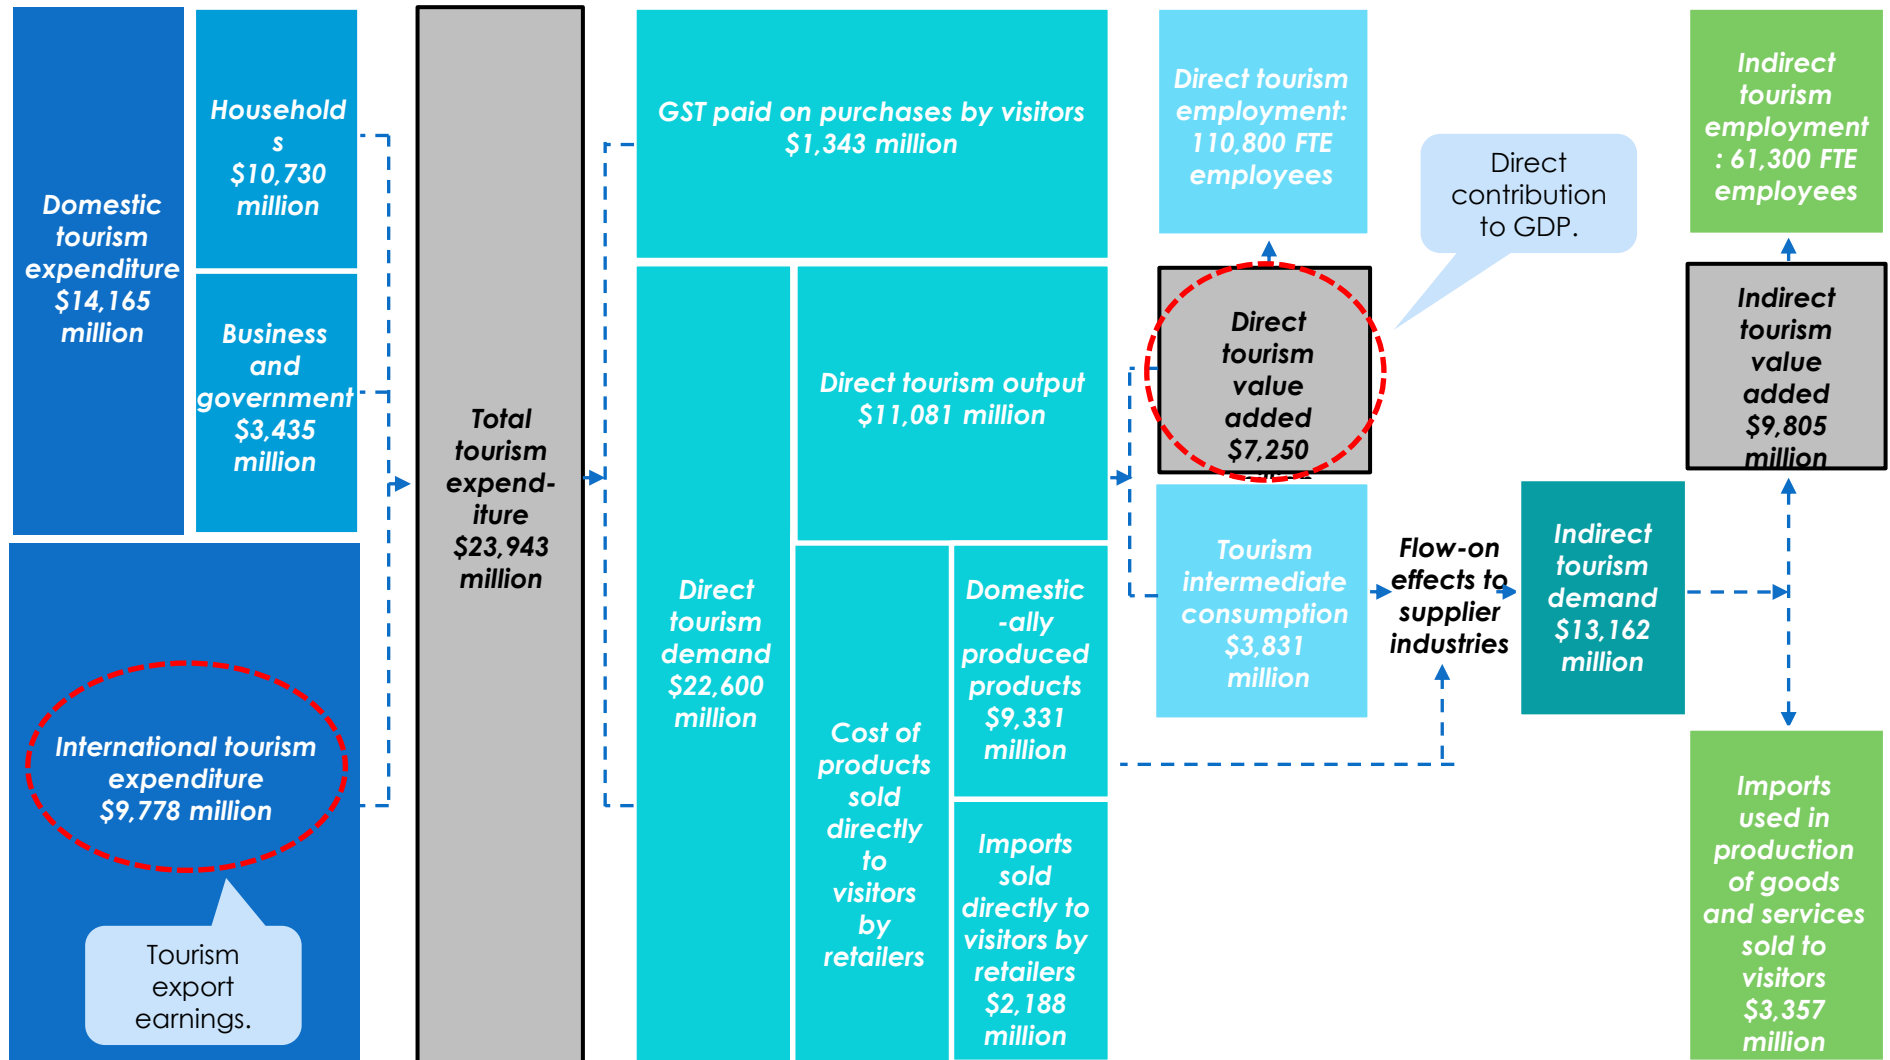 Domestic
tourism
expenditure
$14,165
million
Household
s
$10,730
million
Business
and
government
$3,435
million
International tourism
expenditure
$9,778 million
Tourism
export
earnings.
Total
tourism
expend-
iture
$23,943
million
GST paid on purchases by visitors
$1,343 million
Direct
tourism
demand
$22,600
million
Direct tourism output
$11,081 million
Cost of
products
sold
directly
to
visitors
by
retailers
Domestic
-ally
produced
products
$9,331
million
Imports
sold
directly to
visitors by
retailers
$2,188
million
Direct tourism
employment:
110,800 FTE
employees
Direct
contribution
to GDP.
Direct
tourism
value
added
$7,250
Tourism
intermediate
consumption
$3,831
million
Flow-on
effects to
supplier
industries
Indirect
tourism
demand
$13,162
million
Indirect
tourism
employment
: 61,300 FTE
employees
Indirect
tourism
value
added
$9,805
million
Imports
used in
production
of goods
and services
sold to
visitors
$3,357
million